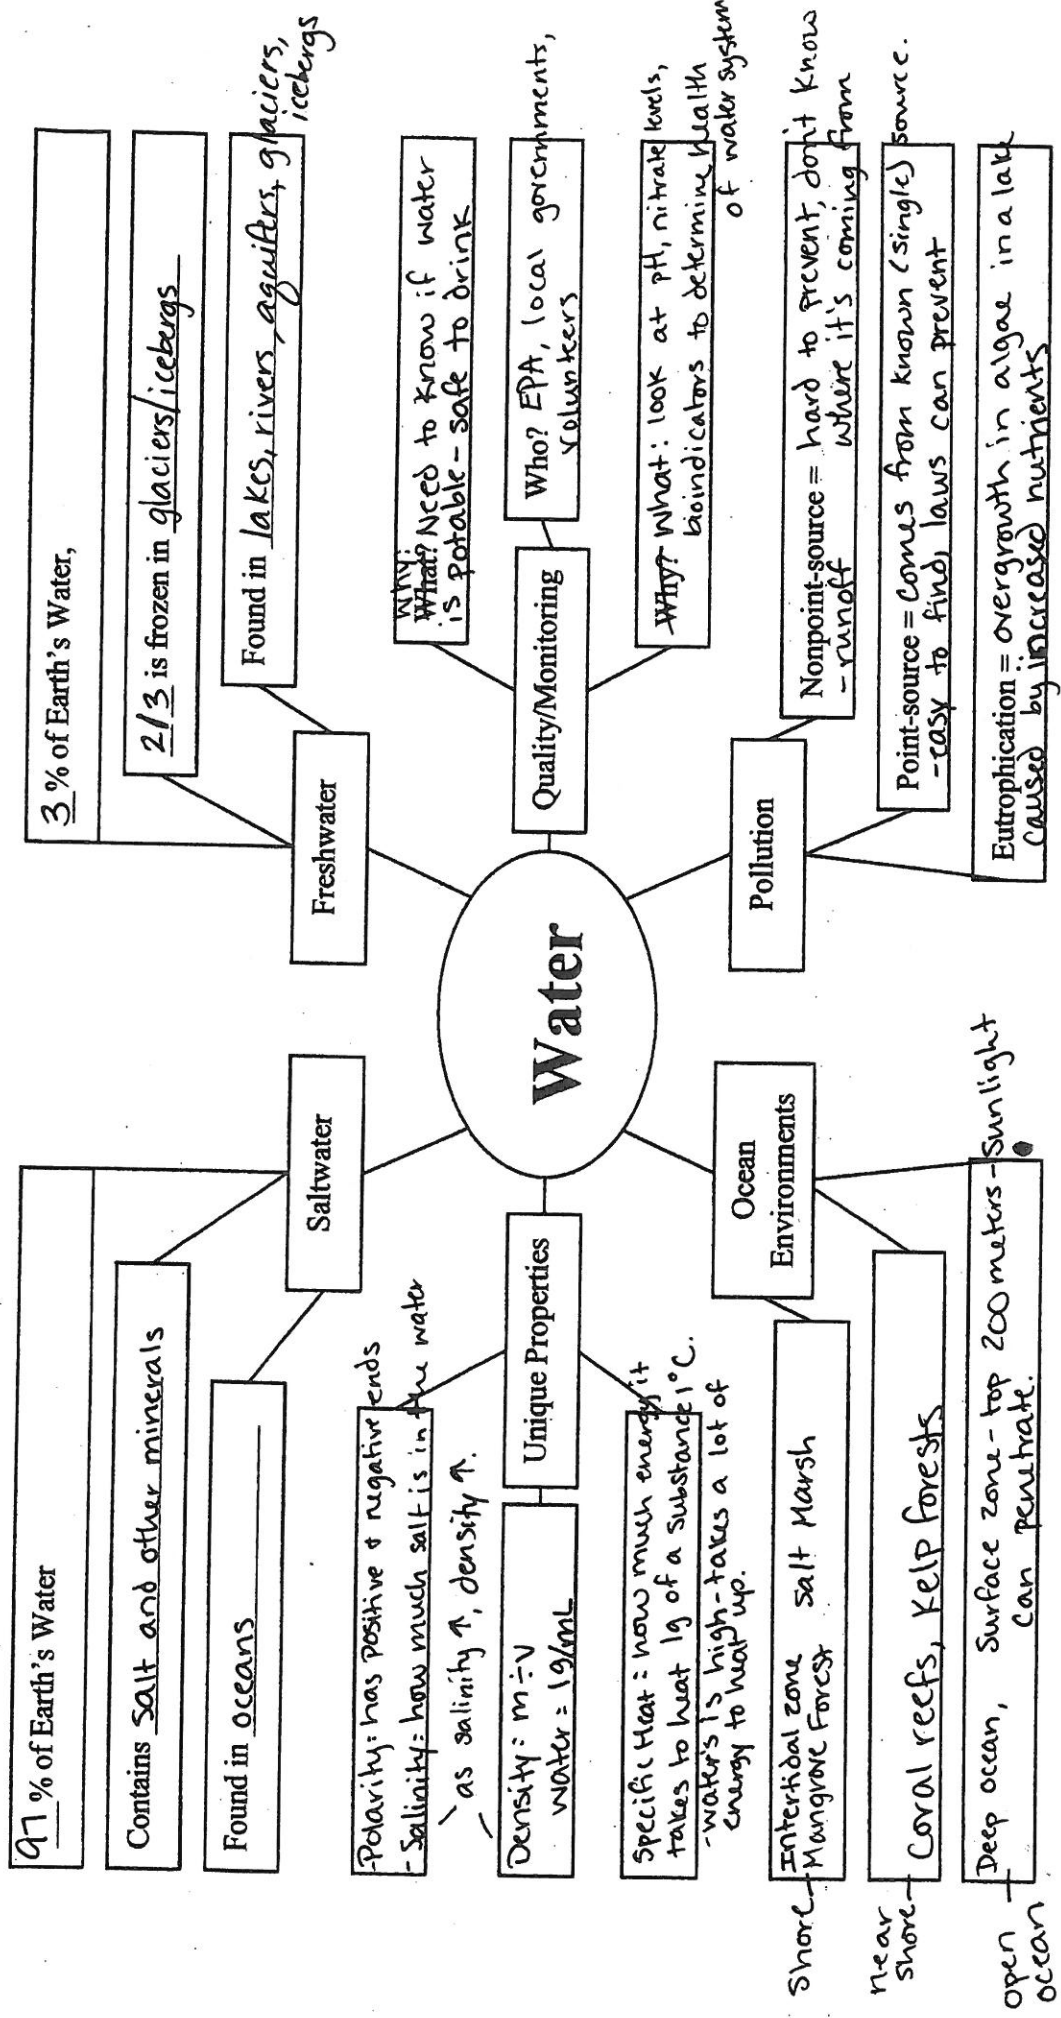 97 % of Earth's Water
Contains salt and other minerals
Found in oceans
Saltwater
3 % of Earth's Water,
2/3 is frozen in glaciers/icebergs
Found in lakes, rivers, aquifers, glaciers,
icebergs
Freshwater
-Polarity: has positive & negative ends
- Salinity: how much salt is in the water
as salinity ↑, density ↑.
Density: m ÷ v
water = 1g/mL
Specific Heat: how much energy it
takes to heat 1g of a substance 1°C.
-water's is high-takes a lot of
energy to heat up.
Unique Properties
Water
Quality/Monitoring
Why:
What? Need to know if water
is potable - safe to drink
Who? EPA, local governments,
volunteers
Why? What: look at pH, nitrate levels,
bioindicators to determine health
of water system
Ocean
Environments
shore
Intertidal zone salt Marsh
Mangrove Forest
near
shore
Coral reefs, Kelp forests
open
ocean
Deep ocean, Surface zone - top 200 meters - Sunlight
can penetrate.
Pollution
Nonpoint-source = hard to prevent, don't know
- runoff where it's coming from
Point-source = comes from known (single) source.
-easy to find, laws can prevent
Eutrophication = overgrowth in algae in a lake
caused by increased nutrients